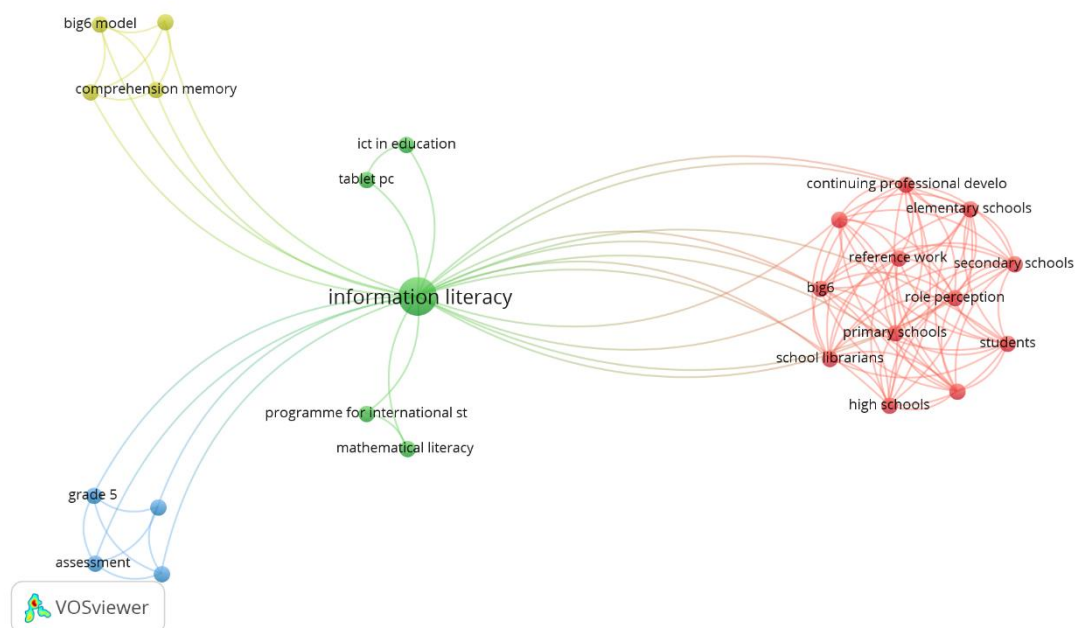 big6 model
comprehension memory
ict in education
tablet pc
continuing professional develo
elementary schools
reference work
secondary schools
big6
role perception
information literacy
primary schools
students
school librarians
high schools
programme for international st
mathematical literacy
grade 5
assessment
VOSviewer